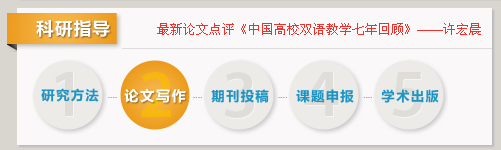 科研指导
最新论文点评《中国高校双语教学七年回顾》——许宏晨
1 研究方法
2 论文写作
3 期刊投稿
4 课题申报
5 学术出版